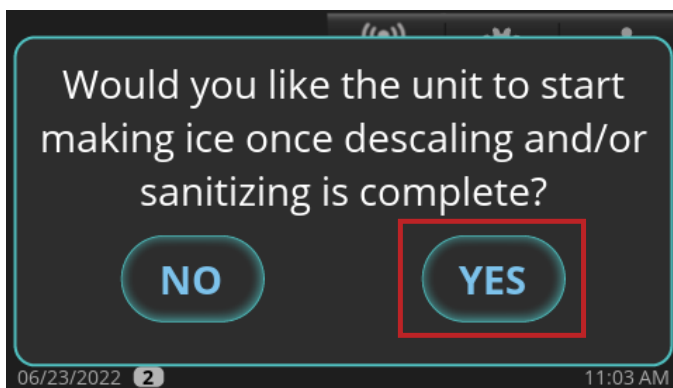 Would you like the unit to start
making ice once descaling and/or
sanitizing is complete?
NO YES
06/23/2022 2 11:03 AM